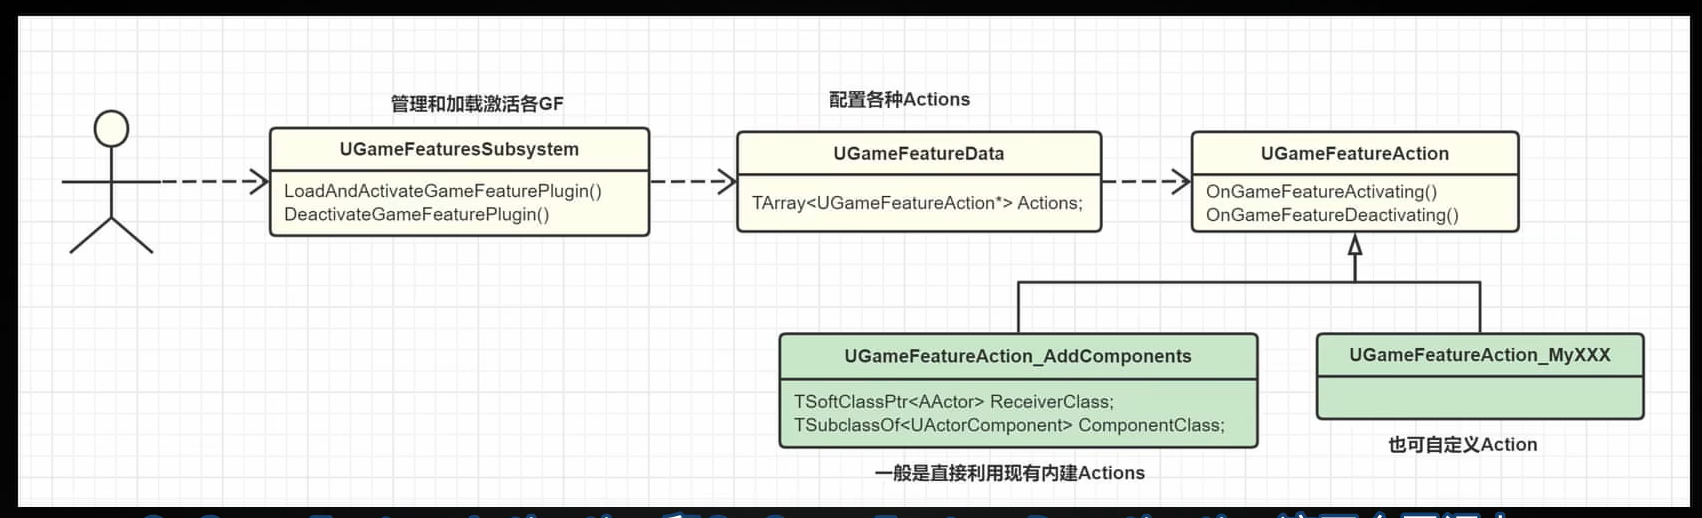 管理和加载激活各GF
配置各种Actions
UGameFeaturesSubsystem
LoadAndActivateGameFeaturePlugin()
DeactivateGameFeaturePlugin()
UGameFeatureData
TArray<UGameFeatureAction*> Actions;
UGameFeatureAction
OnGameFeatureActivating()
OnGameFeatureDeactivating()
UGameFeatureAction_AddComponents
TSoftClassPtr<AActor> ReceiverClass;
TSubclassOf<UActorComponent> ComponentClass;
UGameFeatureAction_MyXXX
也可自定义Action
一般是直接利用现有内建Actions